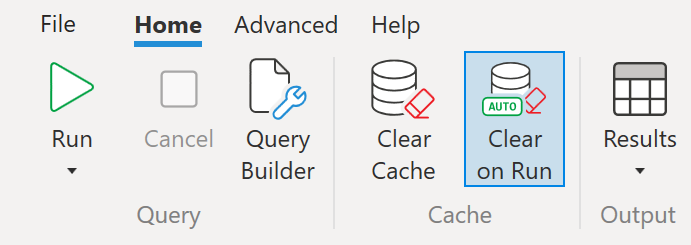 File Home Advanced Help
Run Cancel Query Builder Clear Cache AUTO Clear on Run Results
Query Cache Output